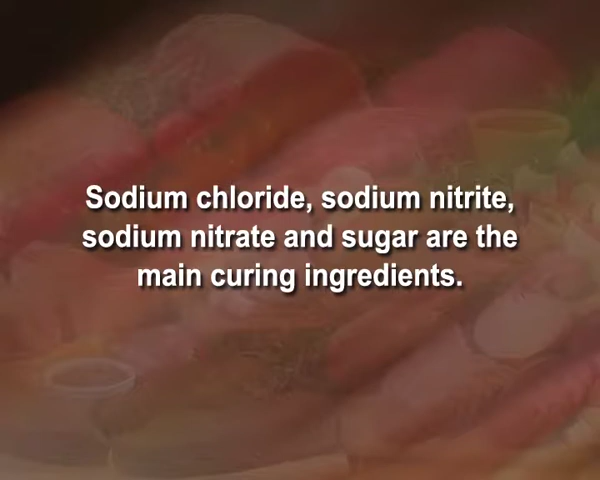 Sodium chloride, sodium nitrite,
sodium nitrate and sugar are the
main curing ingredients.